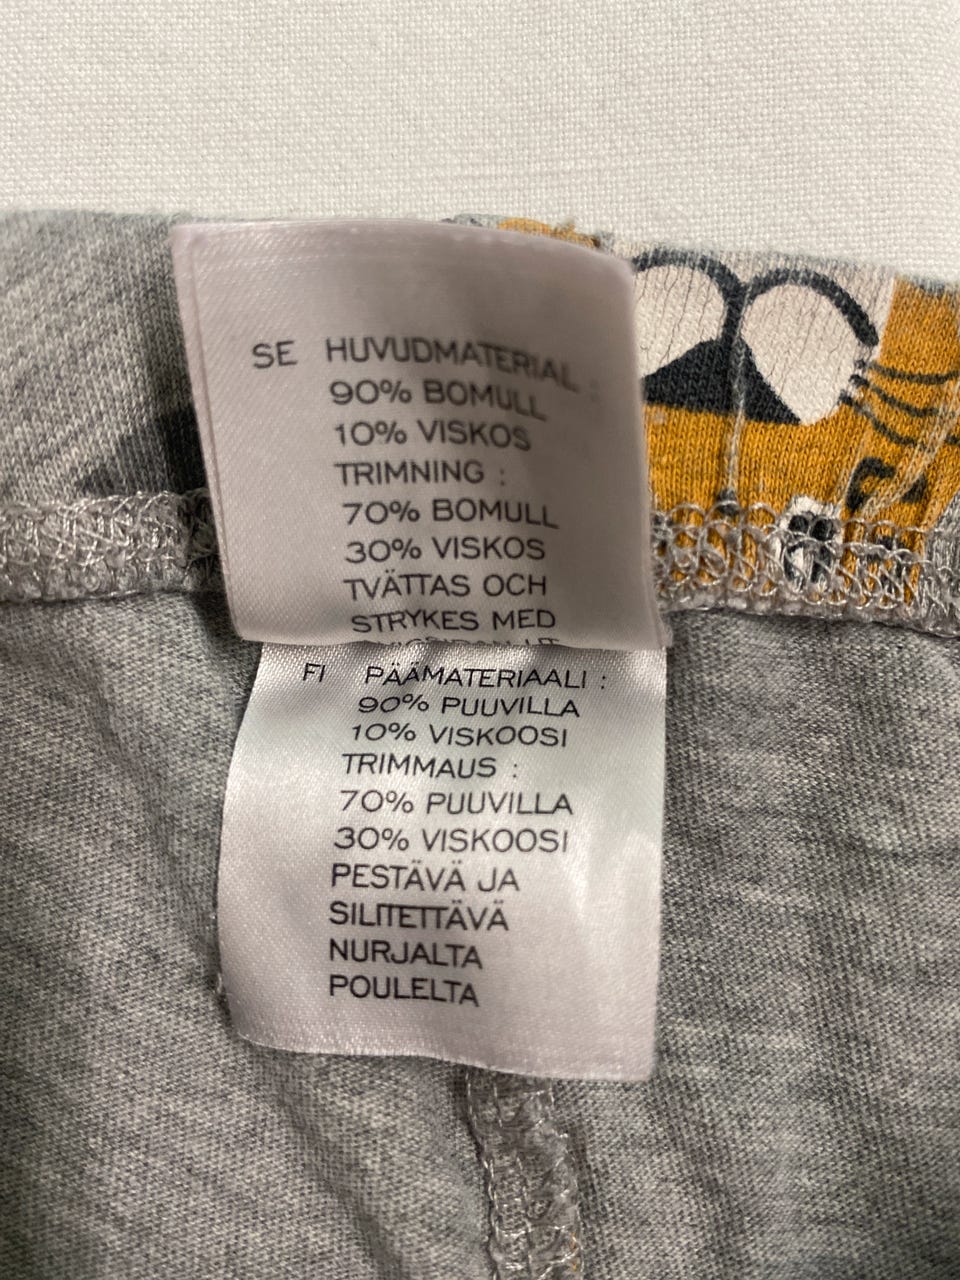 SE HUVUDMATERIAL :
90% BOMULL
10% VISKOS
TRIMNING :
70% BOMULL
30% VISKOS
TVÄTTAS OCH
STRYKES MED
FI PÄÄMATERIAALI :
90% PUUVILLA
10% VISKOOSI
TRIMMAUS :
70% PUUVILLA
30% VISKOOSI
PESTÄVÄ JA
SILITETTÄVÄ
NURJALTA
POULELTA